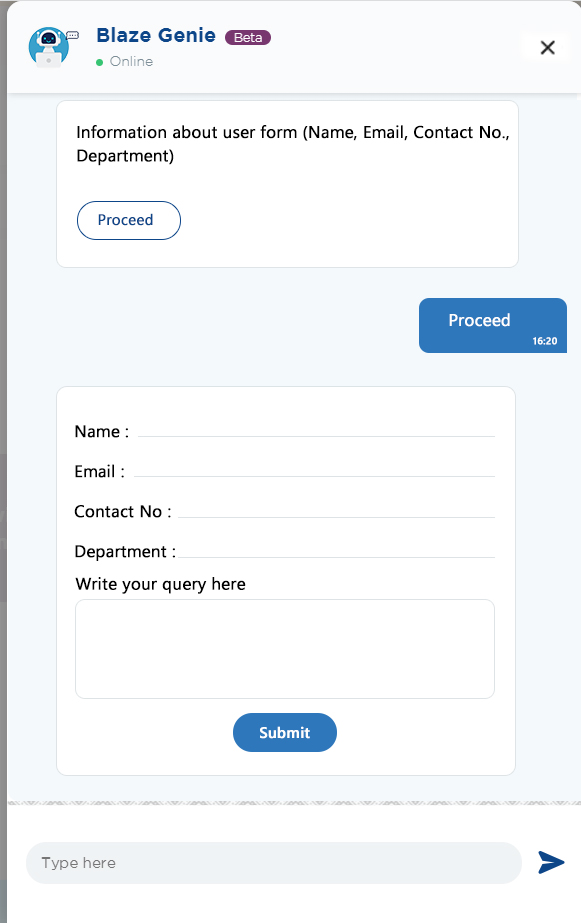 Blaze Genie Beta
Online
Information about user form (Name, Email, Contact No.,
Department)
Proceed
Proceed
16:20
Name :
Email :
Contact No :
Department :
Write your query here
Submit
Type here